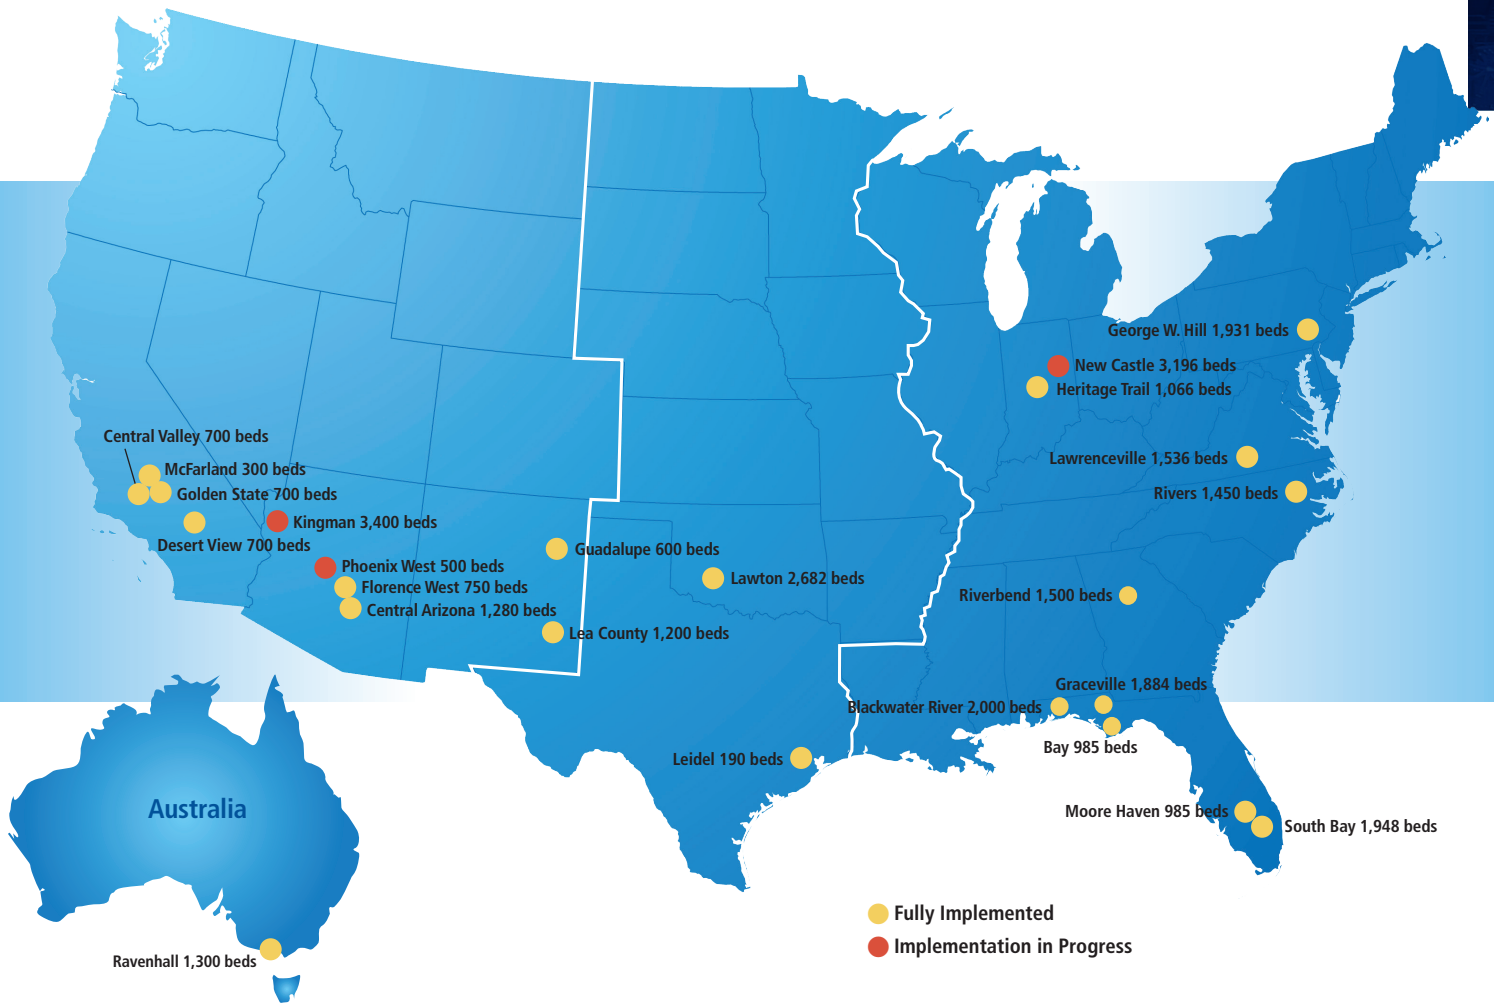 George W. Hill 1,931 beds
New Castle 3,196 beds
Heritage Trail 1,066 beds
Central Valley 700 beds
McFarland 300 beds
Golden State 700 beds
Lawrenceville 1,536 beds
Rivers 1,450 beds
Kingman 3,400 beds
Desert View 700 beds
Guadalupe 600 beds
Phoenix West 500 beds
Florence West 750 beds
Central Arizona 1,280 beds
Lawton 2,682 beds
Riverbend 1,500 beds
Lea County 1,200 beds
Graceville 1,884 beds
Blackwater River 2,000 beds
Bay 985 beds
Leidel 190 beds
Australia
Moore Haven 985 beds
South Bay 1,948 beds
Fully Implemented
Implementation in Progress
Ravenhall 1,300 beds